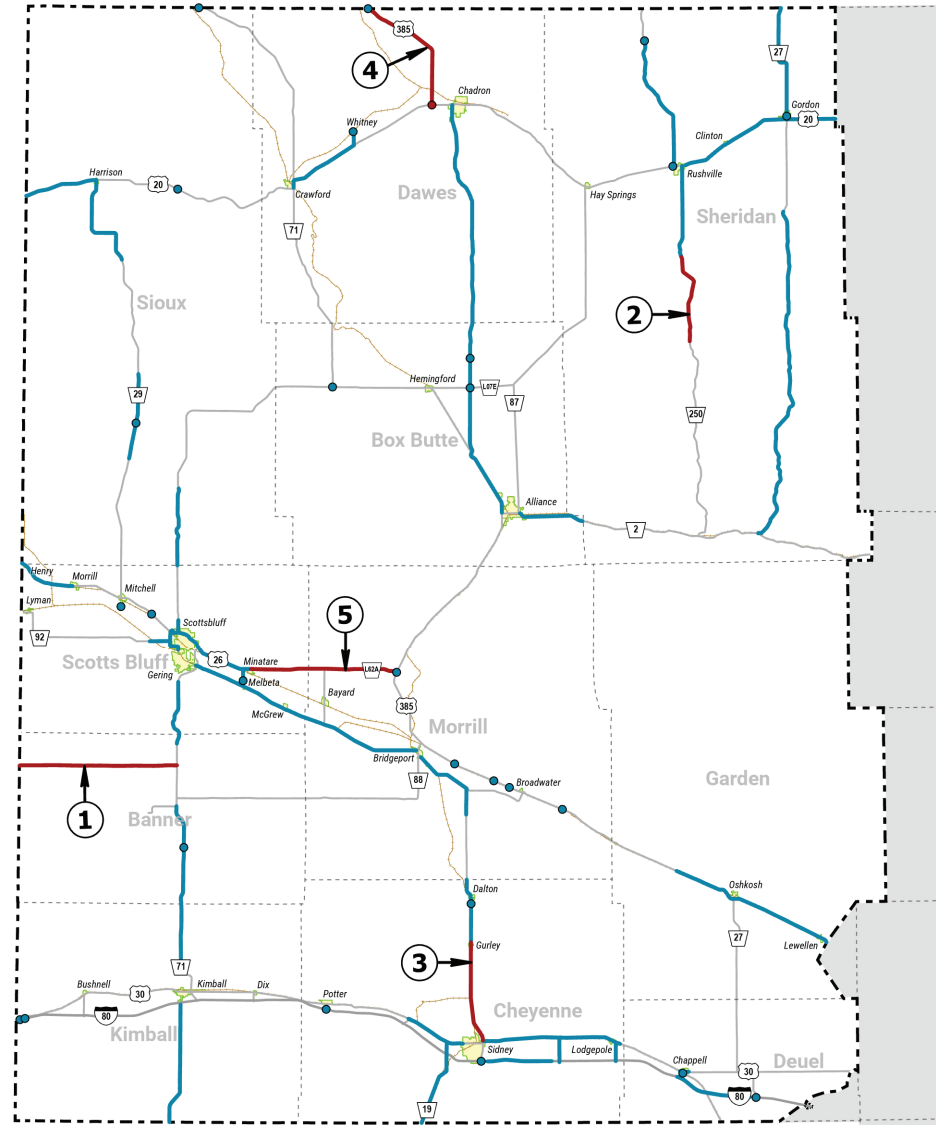 385
4
27
Chadron
Gordon
20
Whitney
Clinton
Harrison
20
Rushville
Crawford
Dawes
Hay Springs
Sheridan
71
Sioux
2
Hemingford
L07E
29
87
250
Box Butte
Alliance
2
Henry
Morrill
Mitchell
Lyman
5
Scottsbluff
92
Scotts Bluff
26
Minatare
L62A
Gering
Melbeta
Bayard
McGrew
385
Morrill
Bridgeport
88
Broadwater
Garden
1
Banner
Oshkosh
Dalton
27
Lewellen
Gurley
3
71
Bushnell
30
Kimball
Dix
Potter
80
Cheyenne
Kimball
Sidney
Lodgepole
Chappell
30
Deuel
80
19